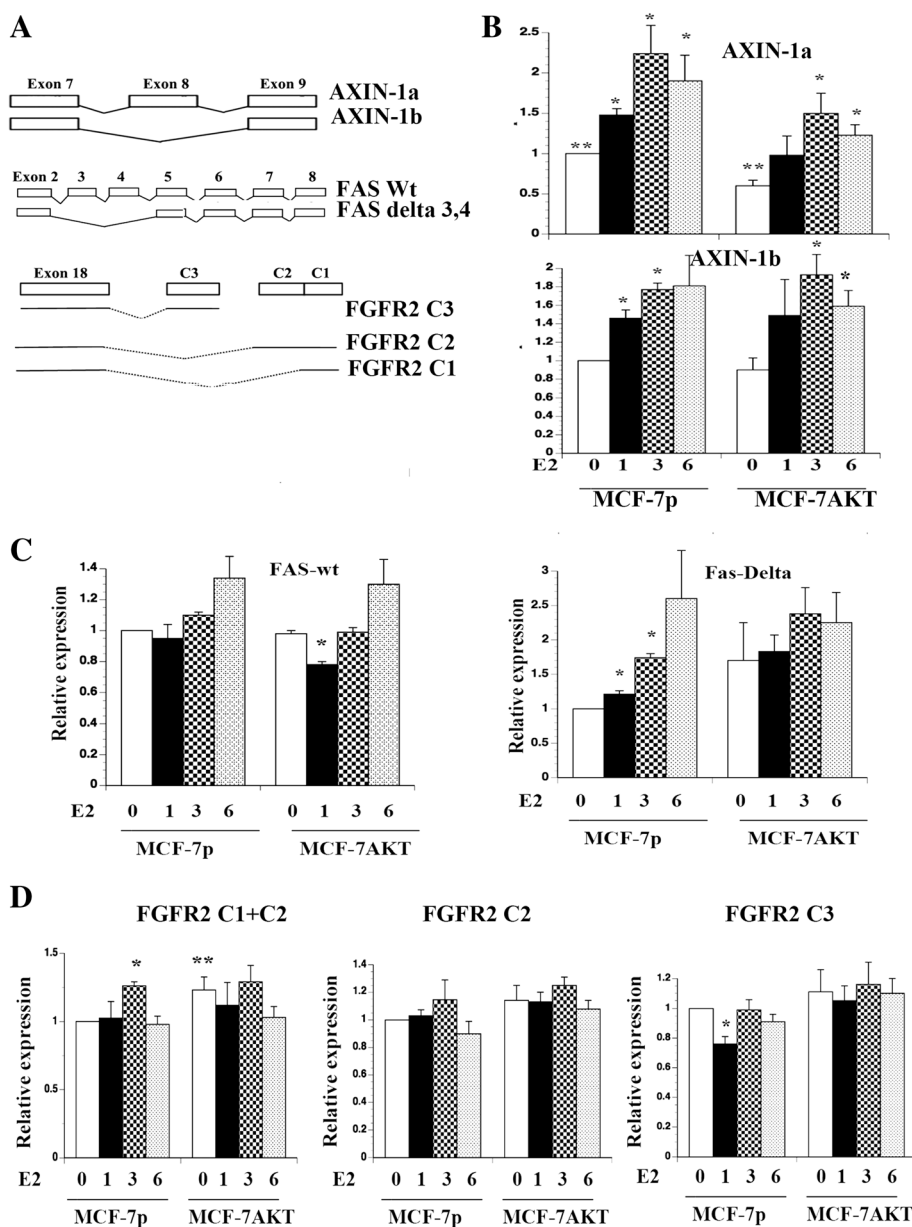 A
Exon 7 Exon 8 Exon 9
AXIN-1a
AXIN-1b
Exon 2 3 4 5 6 7 8
FAS Wt
FAS delta 3,4
Exon 18 C3 C2 C1
FGFR2 C3
FGFR2 C2
FGFR2 C1
B
AXIN-1a
2.5
2
1.5
1
0.5
0
** * * * ** * *
AXIN-1b
2
1.8
1.6
1.4
1.2
1
0.8
0.6
0.4
0.2
0
* * * *
E2 0 1 3 6 0 1 3 6
MCF-7p MCF-7AKT
C
FAS-wt
Relative expression
1.4
1.2
1
0.8
0.6
0.4
0.2
0
*
E2 0 1 3 6 0 1 3 6
MCF-7p MCF-7AKT
Fas-Delta
Relative expression
3
2.5
2
1.5
1
0.5
0
* *
E2 0 1 3 6 0 1 3 6
MCF-7p MCF-7AKT
D
FGFR2 C1+C2
Relative expression
1.5
1
0.5
0
* **
E2 0 1 3 6 0 1 3 6
MCF-7p MCF-7AKT
FGFR2 C2
Relative expression
1.4
1.2
1
0.8
0.6
0.4
0.2
0
E2 0 1 3 6 0 1 3 6
MCF-7p MCF-7AKT
FGFR2 C3
Relative expression
1.2
1
0.8
0.6
0.4
0.2
0
*
E2 0 1 3 6 0 1 3 6
MCF-7p MCF-7AKT